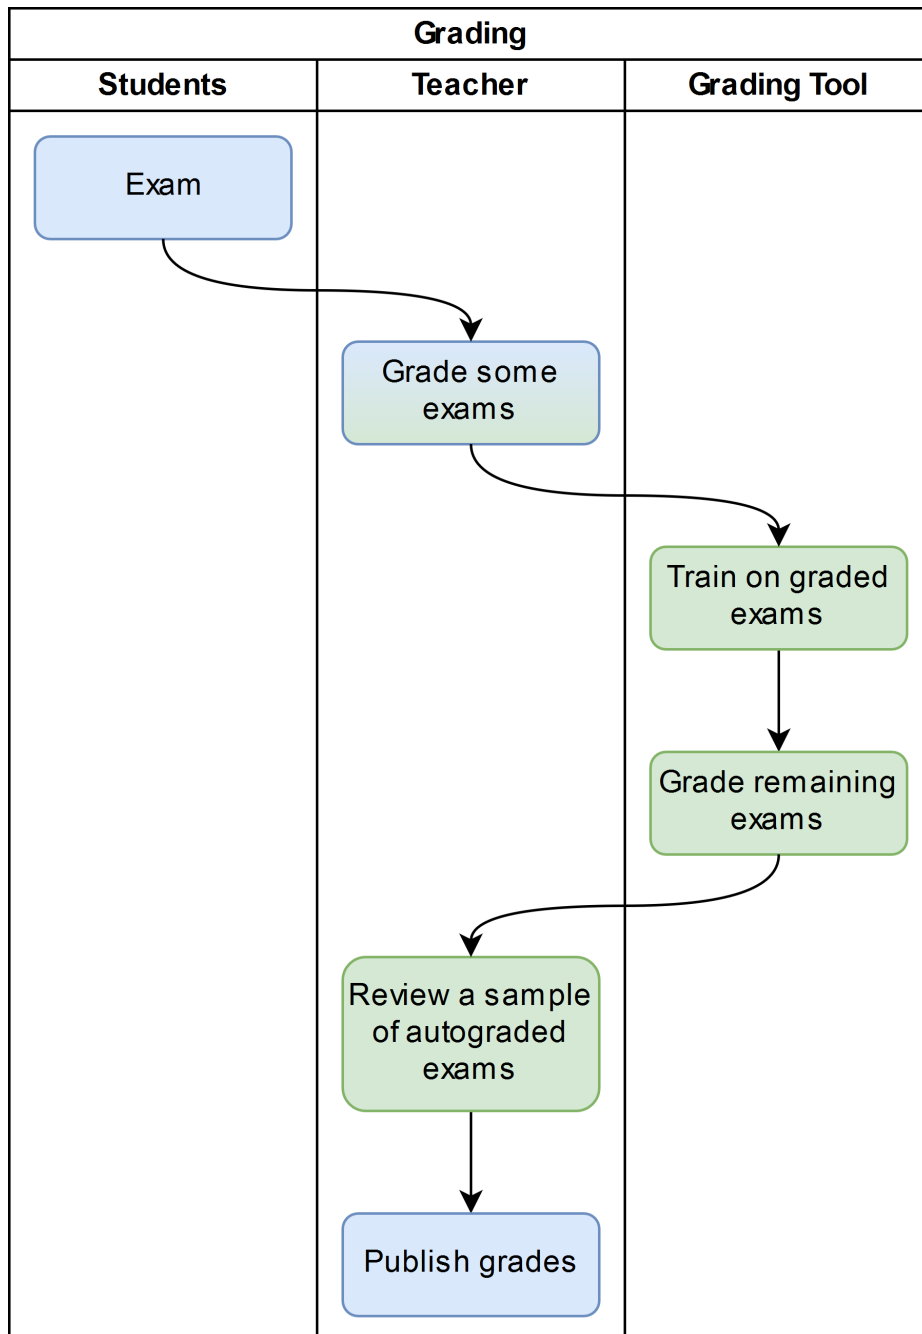 Grading
Students
Teacher
Grading Tool
Exam
Grade some
exams
Train on graded
exams
Grade remaining
exams
Review a sample
of autograded
exams
Publish grades